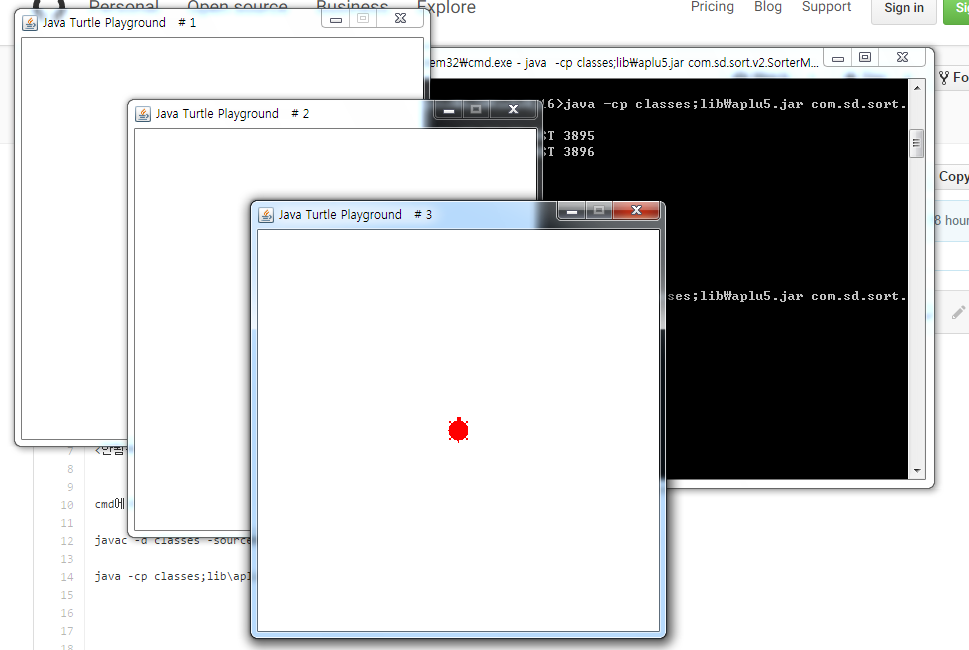 Personal Open source Business Explore
Pricing Blog Support Sign in
Java Turtle Playground # 1
em32₩cmd.exe - java -cp classes;lib₩aplu5.jar com.sd.sort.v2.SorterM...
6>java -cp classes;lib₩aplu5.jar com.sd.sort.
ST 3895
ST 3896
ses;lib₩aplu5.jar com.sd.sort.
Java Turtle Playground # 2
Java Turtle Playground # 3
Fo
Copy
8 hour
7 <안됨
8
9
10 cmd에
11
12 javac -d classes -source
13
14 java -cp classes;lib\apl
15
16
17
18